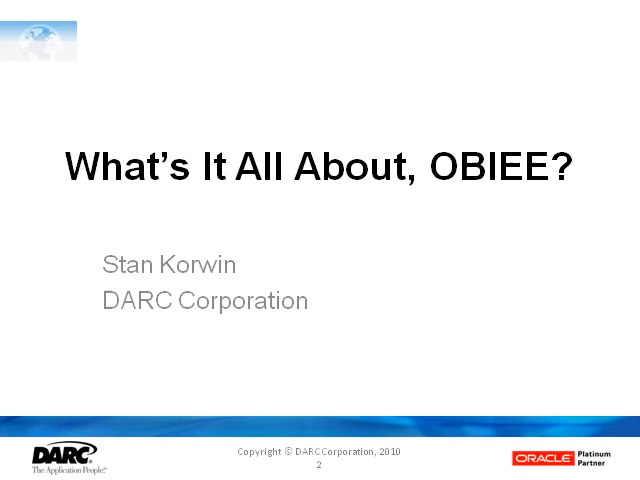 What's It All About, OBIEE?
Stan Korwin
DARC Corporation
DARC
The Application People!
Copyright © DARC Corporation, 2010
2
ORACLE
Platinum
Partner